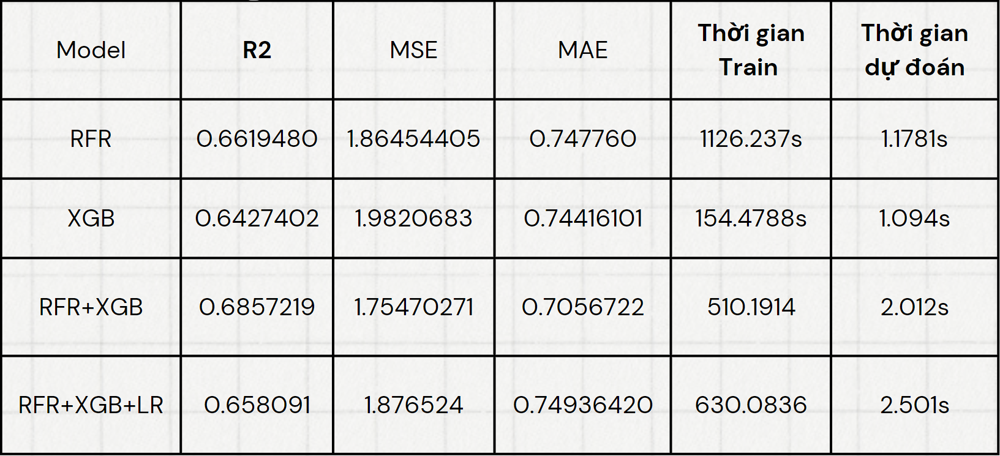 Model R2 MSE MAE Thời gian Train Thời gian dự đoán
RFR 0.6619480 1.86454405 0.747760 1126.237s 1.1781s
XGB 0.6427402 1.9820683 0.74416101 154.4788s 1.094s
RFR+XGB 0.6857219 1.75470271 0.7056722 510.1914 2.012s
RFR+XGB+LR 0.658091 1.876524 0.74936420 630.0836 2.501s